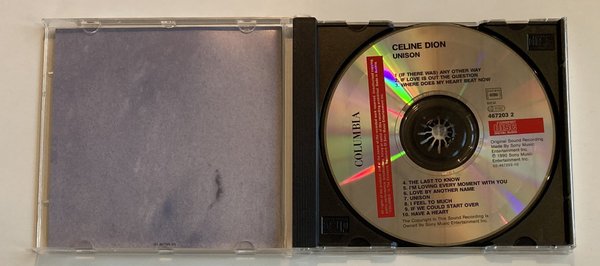 CELINE DION
UNISON
1. (IF THERE WAS) ANY OTHER WAY
2. IF LOVE IS OUT THE QUESTION
3. WHERE DOES MY HEART BEAT NOW
COLUMBIA
467203 2
Original Sound Recording
Made By Sony Music
Entertainment Inc.
℗ 1990 Sony Music
Entertainment Inc.
4. THE LAST TO KNOW
5. I'M LOVING EVERY MOMENT WITH YOU
6. LOVE BY ANOTHER NAME
7. UNISON
8. I FEEL TO MUCH
9. IF WE COULD START OVER
10. HAVE A HEART
The Copyright In This Sound Recording is
Owned By Sony Music Entertainment Inc.